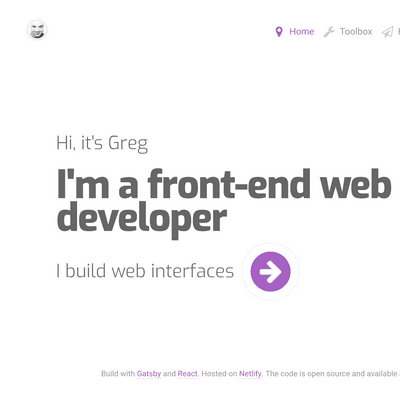 Home Toolbox
Hi, it's Greg
I'm a front-end web
developer
I build web interfaces
Build with Gatsby and React. Hosted on Netlify. The code is open source and available